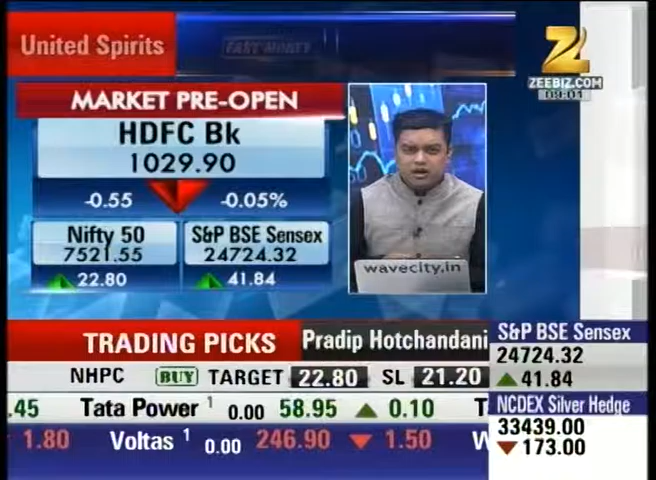 United Spirits
FAST MONEY
Z
ZEEBIZ.COM
09:01
MARKET PRE-OPEN
HDFC Bk
1029.90
-0.55 -0.05%
Nifty 50
7521.55
22.80
S&P BSE Sensex
24724.32
41.84
wavecity.in
TRADING PICKS Pradip Hotchandani
NHPC BUY TARGET 22.80 SL 21.20
.45 Tata Power 1 0.00 58.95 0.10 T
1.80 Voltas 1 0.00 246.90 1.50 W
S&P BSE Sensex
24724.32
41.84
NCDEX Silver Hedge
33439.00
173.00